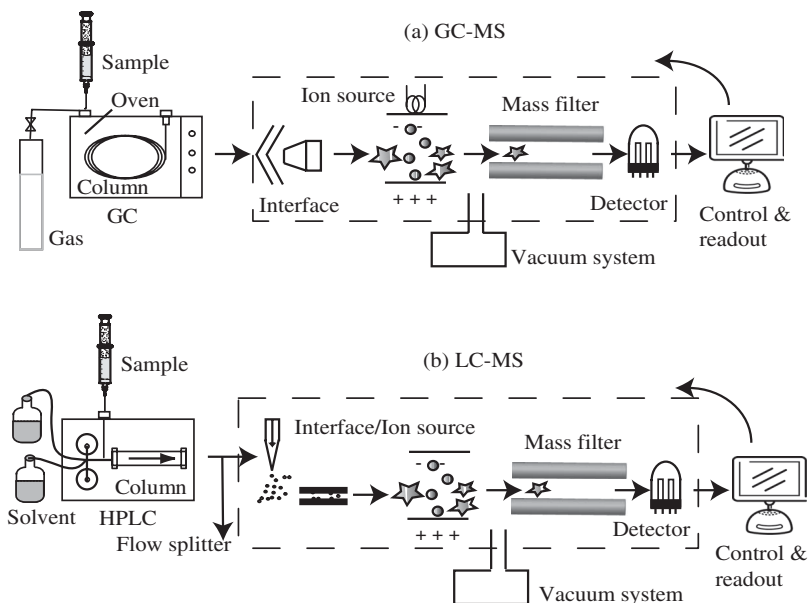 (a) GC-MS
Sample
Oven
Ion source
Mass filter
Column
Interface
Detector
GC
Gas
Control &
readout
Vacuum system
+ + +
- -
(b) LC-MS
Sample
Interface/Ion source
Mass filter
Column
Solvent
HPLC
Flow splitter
Detector
Control &
readout
Vacuum system
+ + +
- -